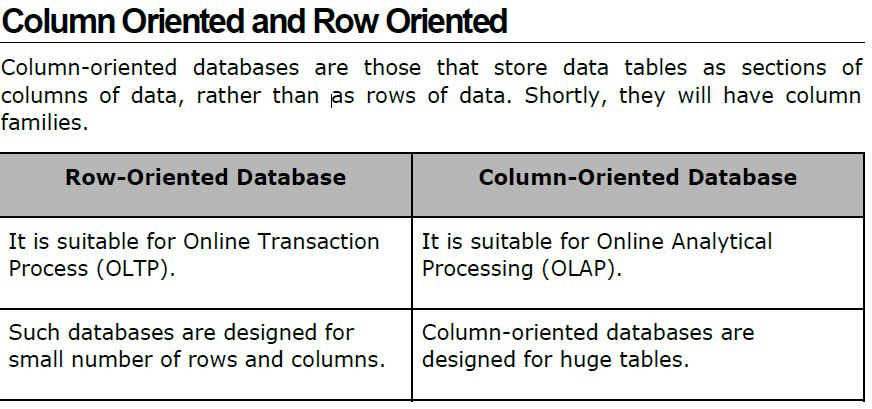 Column Oriented and Row Oriented
Column-oriented databases are those that store data tables as sections of
columns of data, rather than as rows of data. Shortly, they will have column
families.
Row-Oriented Database
Column-Oriented Database
It is suitable for Online Transaction
Process (OLTP).
It is suitable for Online Analytical
Processing (OLAP).
Such databases are designed for
small number of rows and columns.
Column-oriented databases are
designed for huge tables.